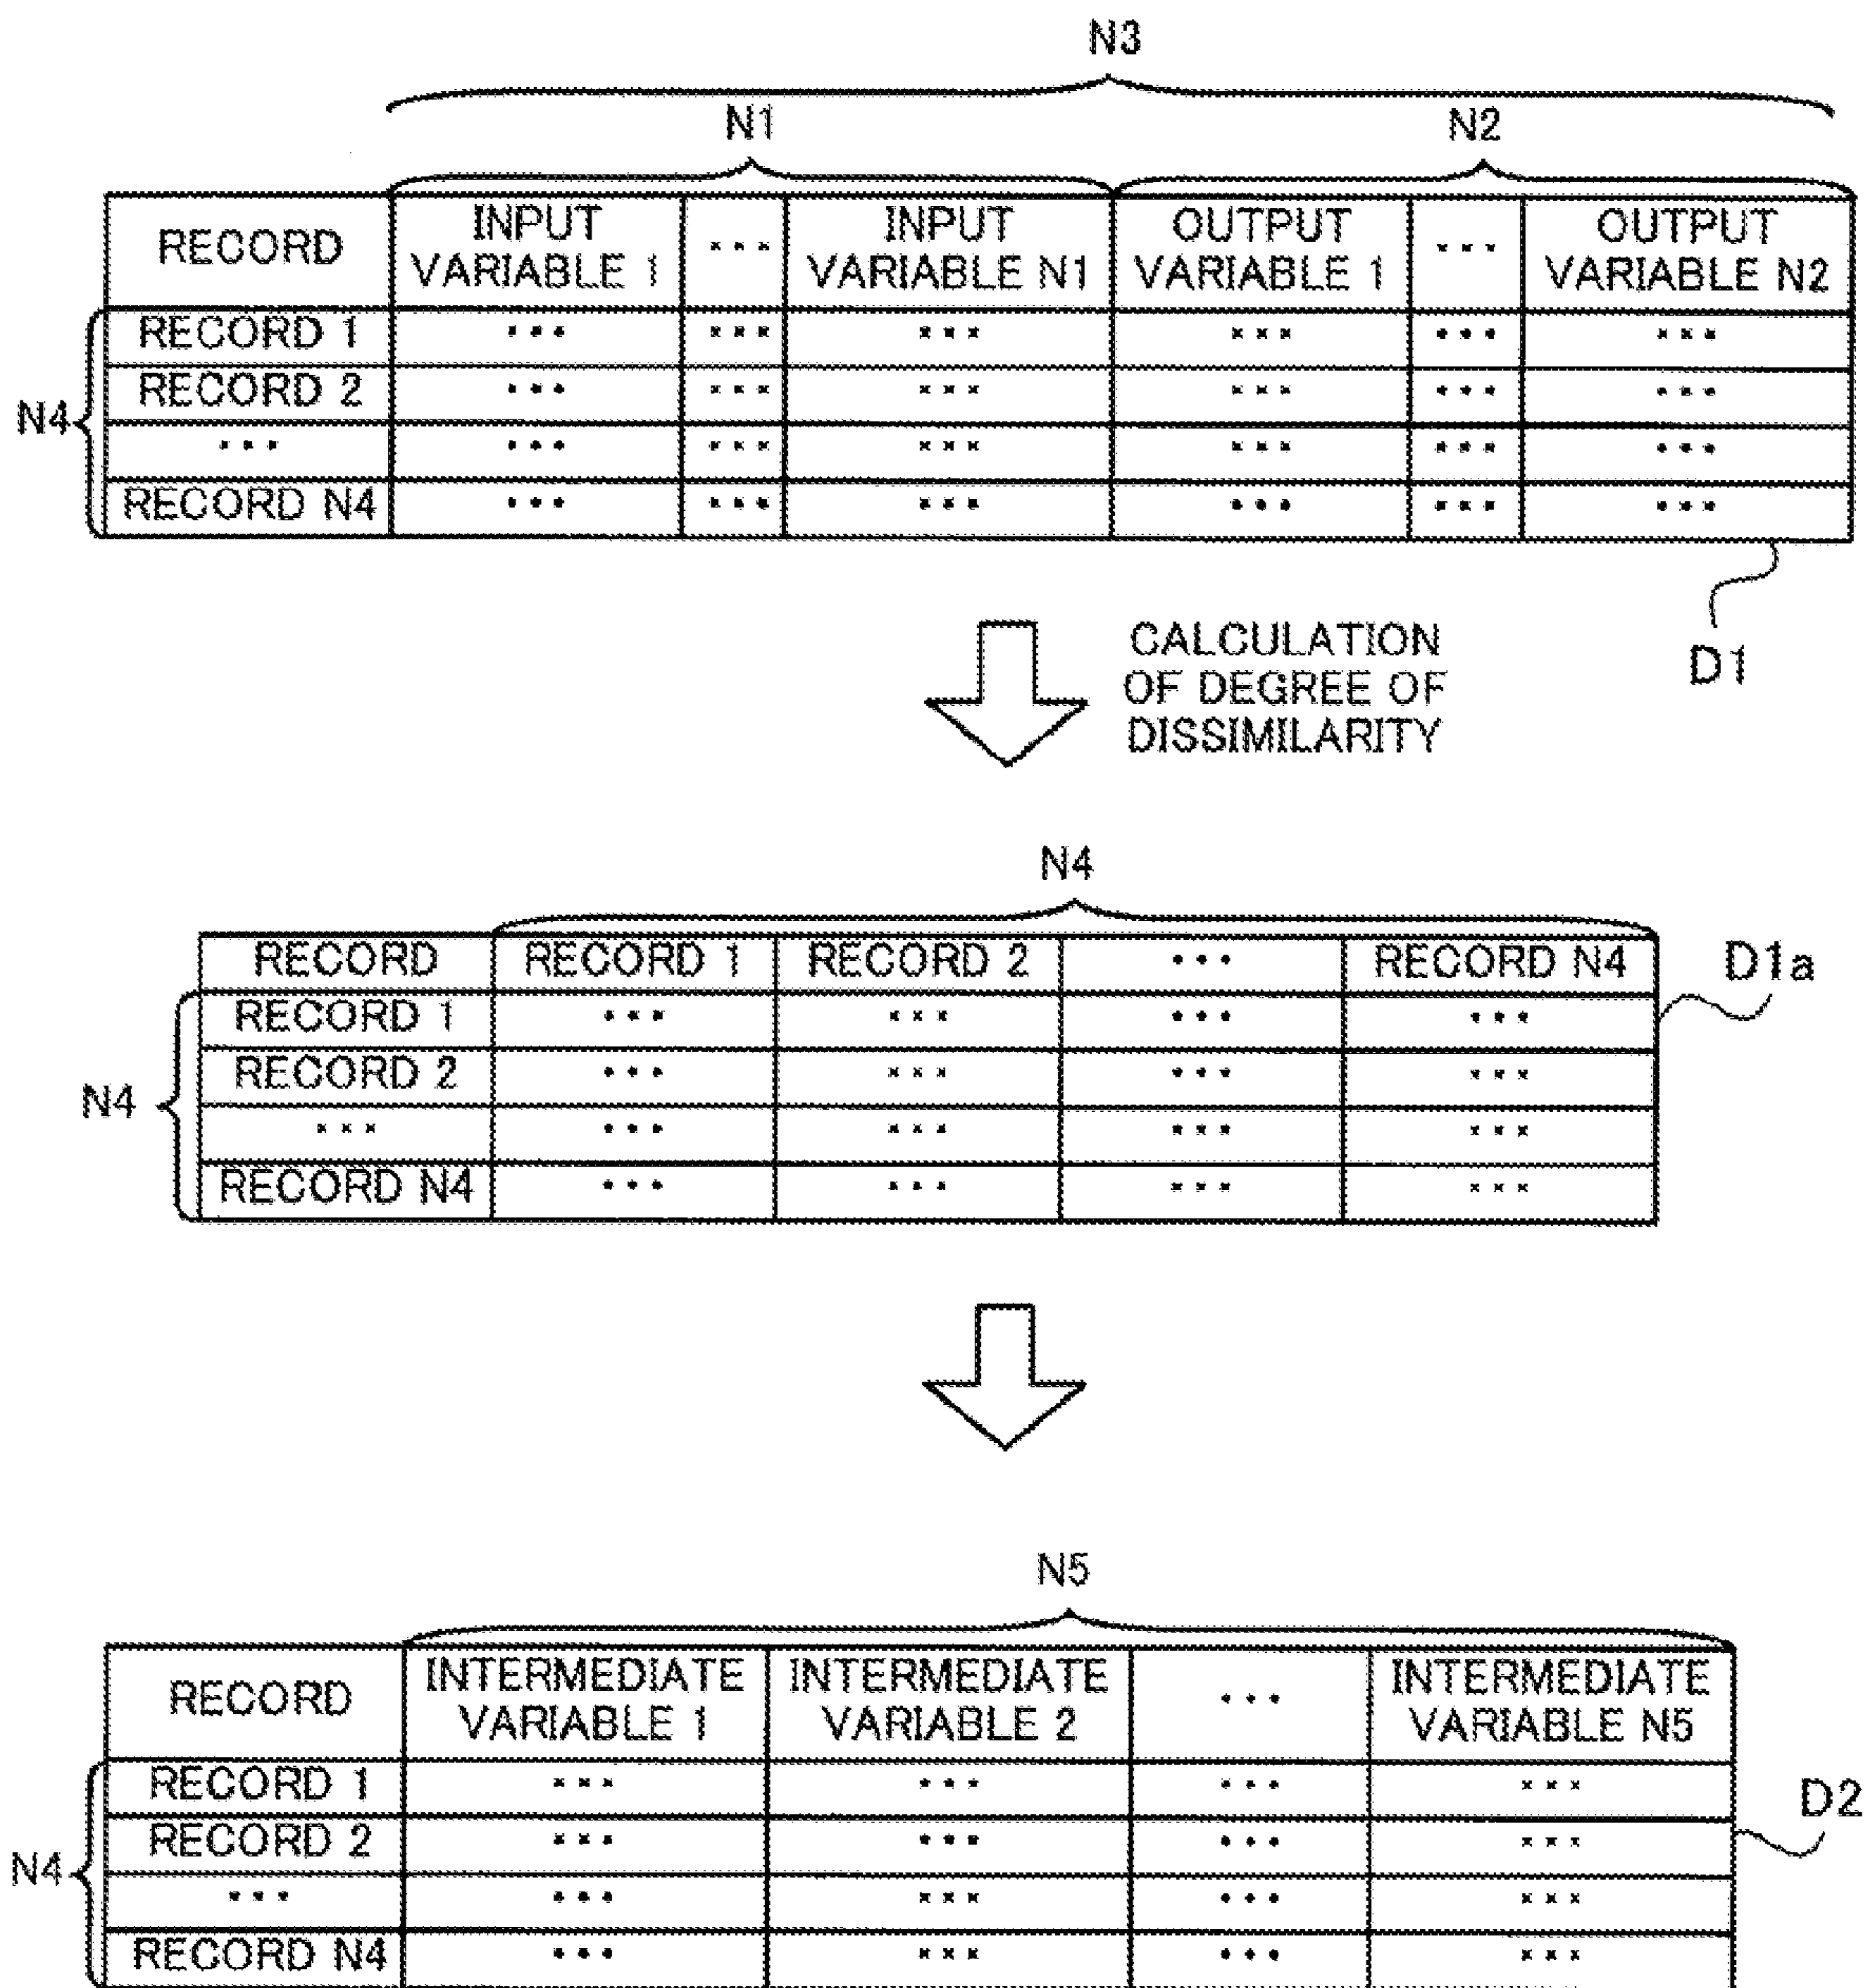 N3
N1 N2
RECORD INPUT VARIABLE 1 ... INPUT VARIABLE N1 OUTPUT VARIABLE 1 ... OUTPUT VARIABLE N2
RECORD 1 ... ... ... ... ... ...
RECORD 2 ... ... ... ... ... ...
N4
... ... ... ... ... ... ...
RECORD N4 ... ... ... ... ... ...
D1
CALCULATION
OF DEGREE OF
DISSIMILARITY
N4
RECORD RECORD 1 RECORD 2 ... RECORD N4
D1a
RECORD 1 ... ... ... ...
RECORD 2 ... ... ... ...
N4
... ... ... ... ...
RECORD N4 ... ... ... ...
N5
RECORD INTERMEDIATE VARIABLE 1 INTERMEDIATE VARIABLE 2 ... INTERMEDIATE VARIABLE N5
RECORD 1 ... ... ... ...
D2
RECORD 2 ... ... ... ...
N4
... ... ... ... ...
RECORD N4 ... ... ... ...